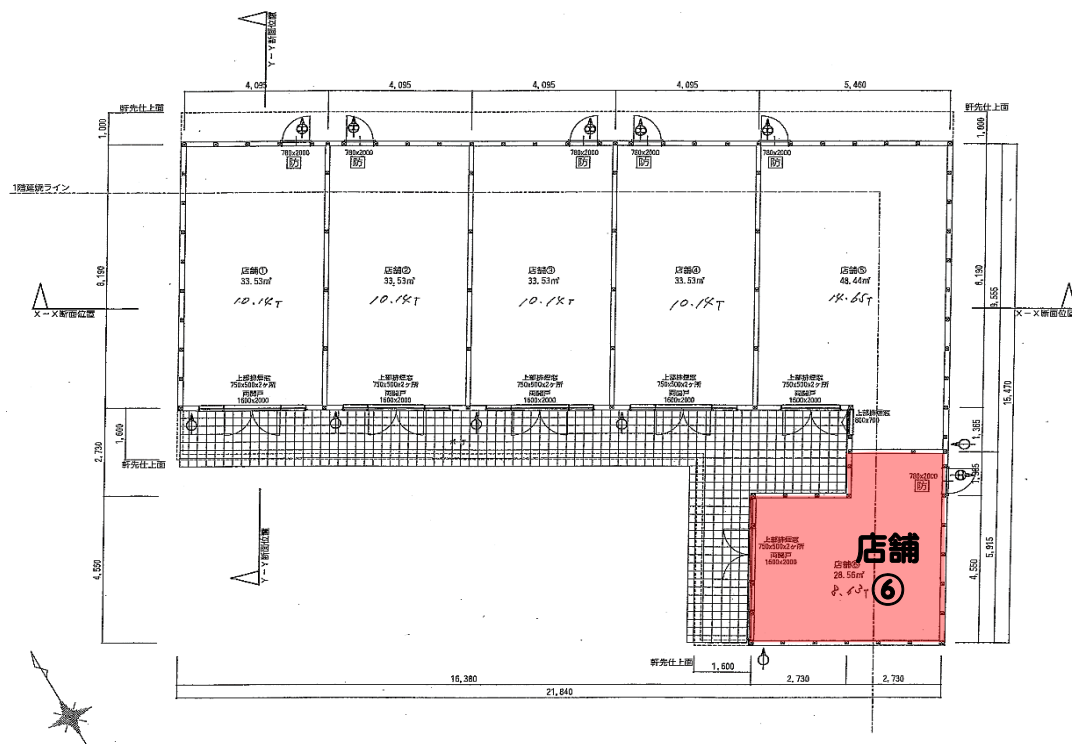 Y-Y断面位置
4,095
4,095
4,095
4,095
5,460
軒先仕上面
軒先仕上面
1,000
1,000
780x2000
防
780x2000
防
780x2000
防
780x2000
防
780x2000
防
1階延焼ライン
店舗①
33.53㎡
10.14T
店舗②
33.53㎡
10.14T
店舗③
33.53㎡
10.14T
店舗④
33.53㎡
10.14T
店舗⑤
48.44㎡
14.65T
8,190
8,190
9,555
15,470
X-X断面位置
X-X断面位置
上部排煙窓
750x500x2ヶ所
両開戸
1600x2000
上部排煙窓
750x500x2ヶ所
両開戸
1600x2000
上部排煙窓
750x500x2ヶ所
両開戸
1600x2000
上部排煙窓
750x500x2ヶ所
両開戸
1600x2000
上部排煙窓
750x500x2ヶ所
両開戸
1600x2000
上部排煙窓
600x700
1,600
2,730
軒先仕上面
1,365
1,365
780x2000
防
Y-Y断面位置
4,550
4,550
5,915
上部排煙窓
750x500x2ヶ所
両開戸
1600x2000
店舗
⑥
28.56㎡
8.63T
軒先仕上面
1,600
16,380
2,730
2,730
21,840